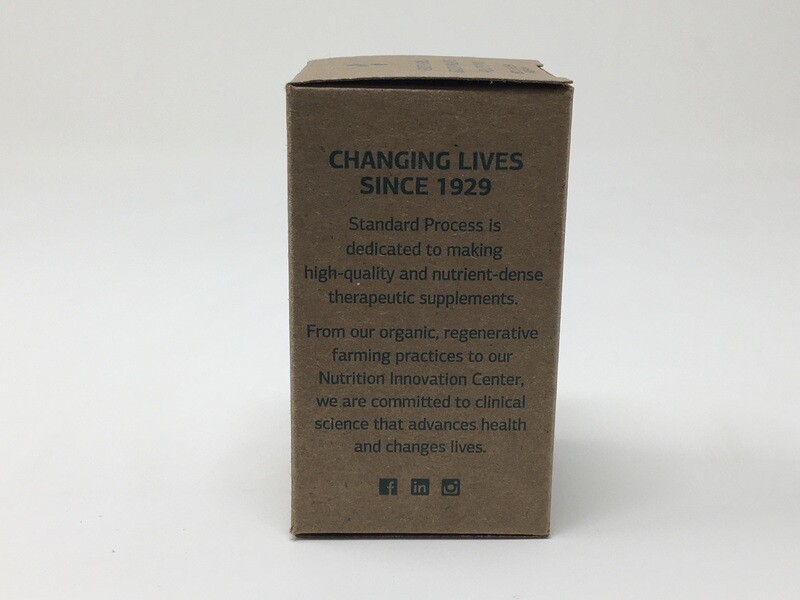 CHANGING LIVES
SINCE 1929
Standard Process is
dedicated to making
high-quality and nutrient-dense
therapeutic supplements.
From our organic, regenerative
farming practices to our
Nutrition Innovation Center,
we are committed to clinical
science that advances health
and changes lives.
f in